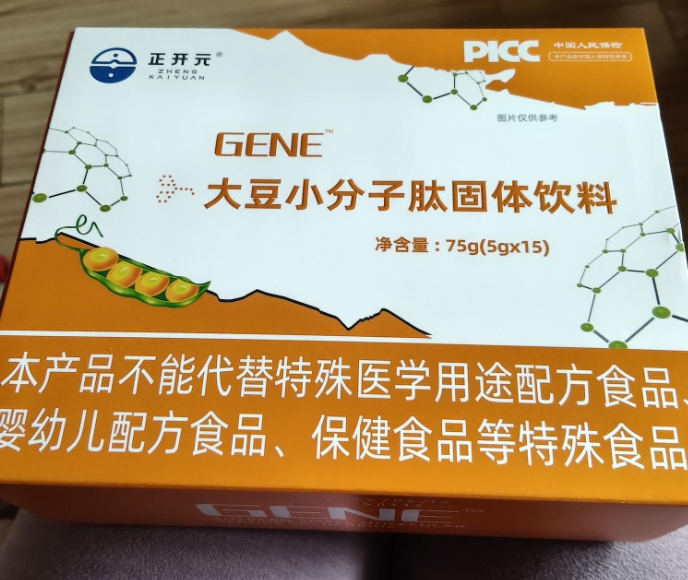 正开元®
ZHENG
KAIYUAN
PICC 中国人民保险
图片仅供参考
GENE™
大豆小分子肽固体饮料
净含量：75g(5gx15)
本产品不能代替特殊医学用途配方食品、
婴幼儿配方食品、保健食品等特殊食品
GENE™